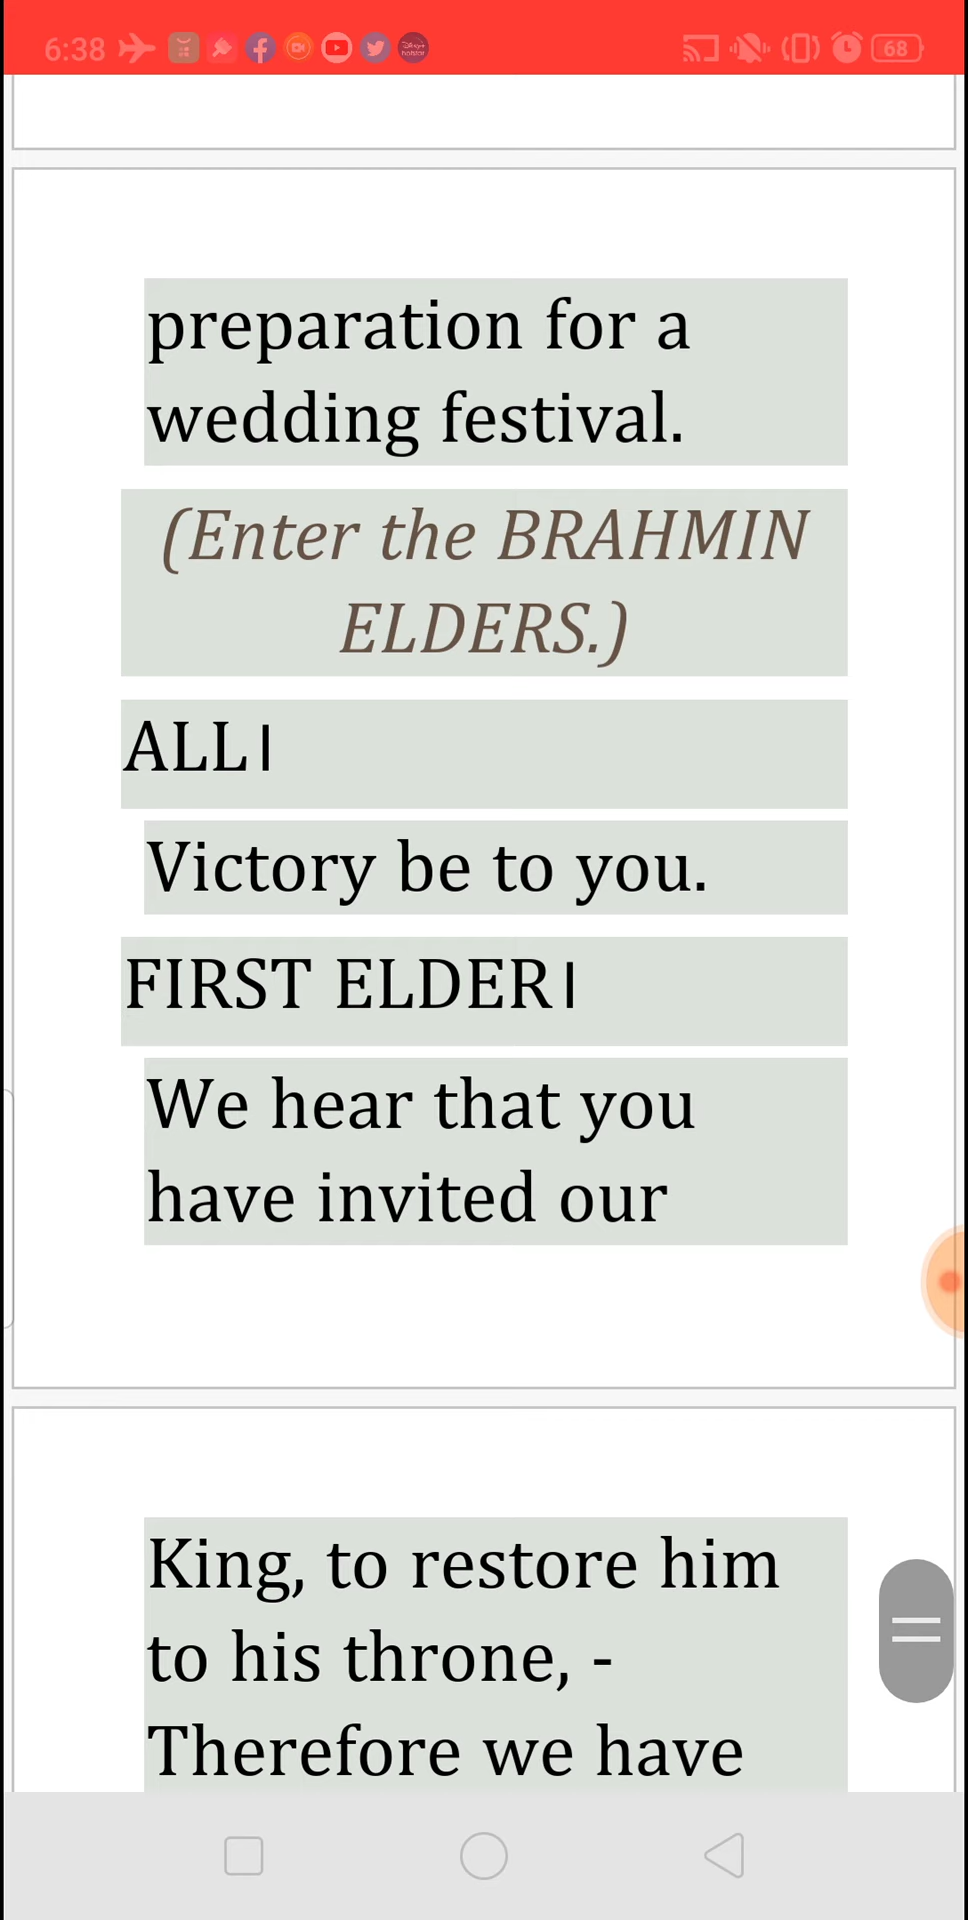 6:38
68
preparation for a
wedding festival.
(Enter the BRAHMIN
ELDERS.)
ALL।
Victory be to you.
FIRST ELDER।
We hear that you
have invited our
King, to restore him
to his throne, -
Therefore we have